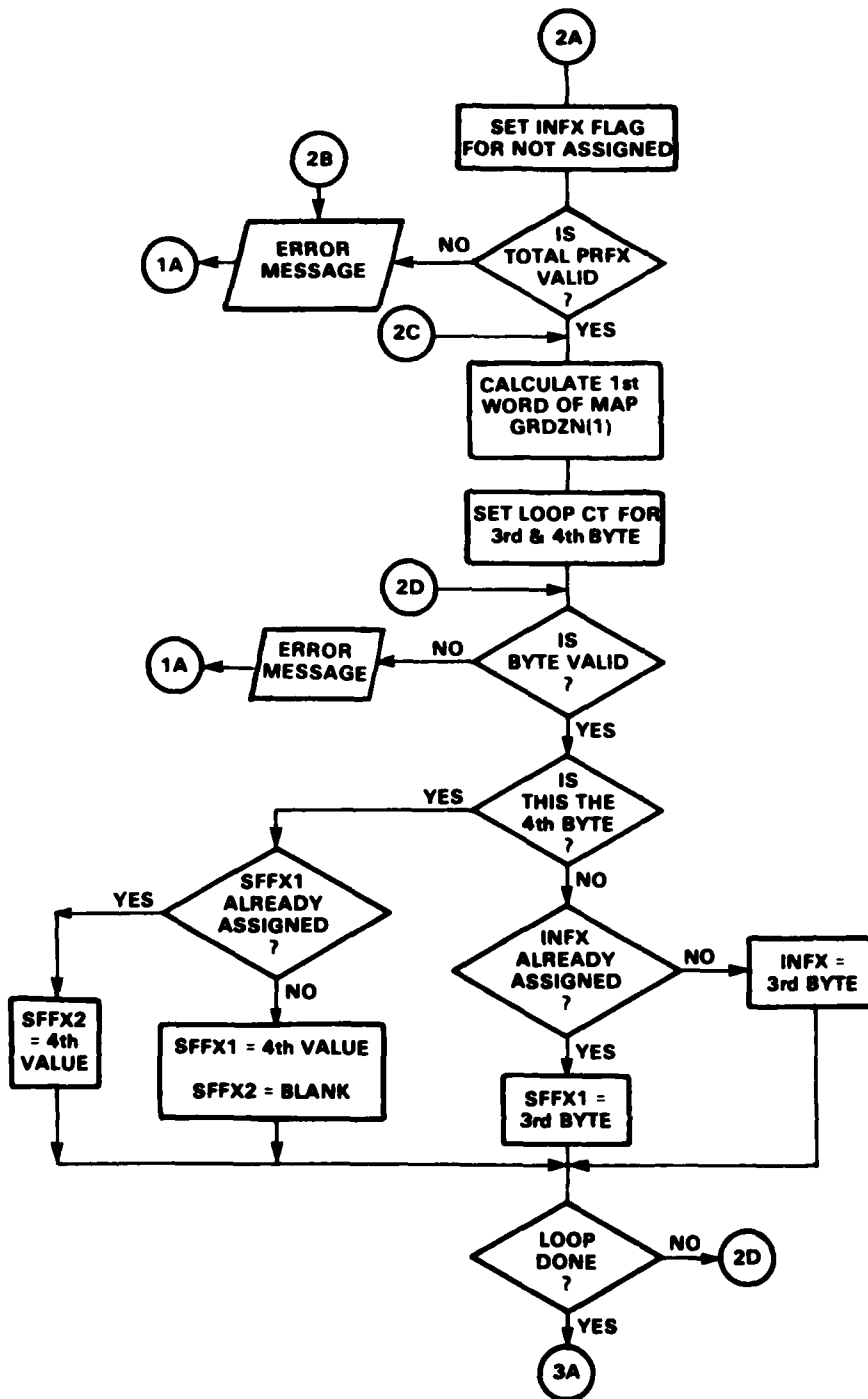 2A
SET INFX FLAG
FOR NOT ASSIGNED
2B
1A
ERROR
MESSAGE
NO
IS
TOTAL PRFX
VALID
?
YES
2C
CALCULATE 1st
WORD OF MAP
GRDZN(1)
SET LOOP CT FOR
3rd & 4th BYTE
2D
1A
ERROR
MESSAGE
NO
IS
BYTE VALID
?
YES
YES
IS
THIS THE
4th BYTE
?
NO
YES
SFFX1
ALREADY
ASSIGNED
?
NO
INFX
ALREADY
ASSIGNED
?
NO
INFX =
3rd BYTE
YES
SFFX2
= 4th
VALUE
SFFX1 = 4th VALUE
SFFX2 = BLANK
SFFX1 =
3rd BYTE
LOOP
DONE
?
NO
2D
YES
3A